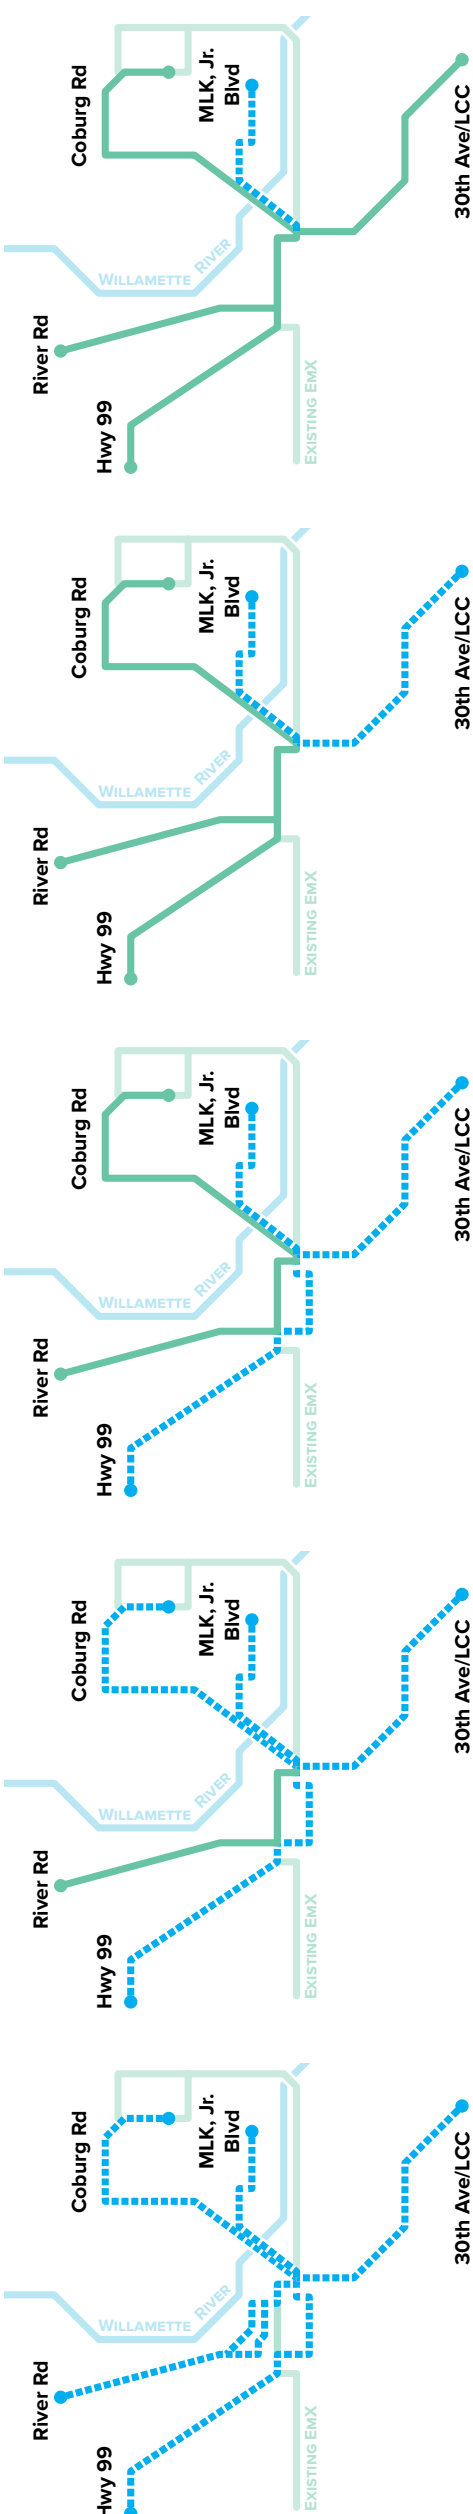 Coburg Rd
MLK, Jr.
Blvd
30th Ave/LCC
WILLAMETTE
RIVER
River Rd
Hwy 99
EXISTING EMX
Coburg Rd
MLK, Jr.
Blvd
30th Ave/LCC
WILLAMETTE
RIVER
River Rd
Hwy 99
EXISTING EMX
Coburg Rd
MLK, Jr.
Blvd
30th Ave/LCC
WILLAMETTE
RIVER
River Rd
Hwy 99
EXISTING EMX
Coburg Rd
MLK, Jr.
Blvd
30th Ave/LCC
WILLAMETTE
RIVER
River Rd
Hwy 99
EXISTING EMX
Coburg Rd
MLK, Jr.
Blvd
30th Ave/LCC
WILLAMETTE
RIVER
River Rd
Hwy 99
EXISTING EMX